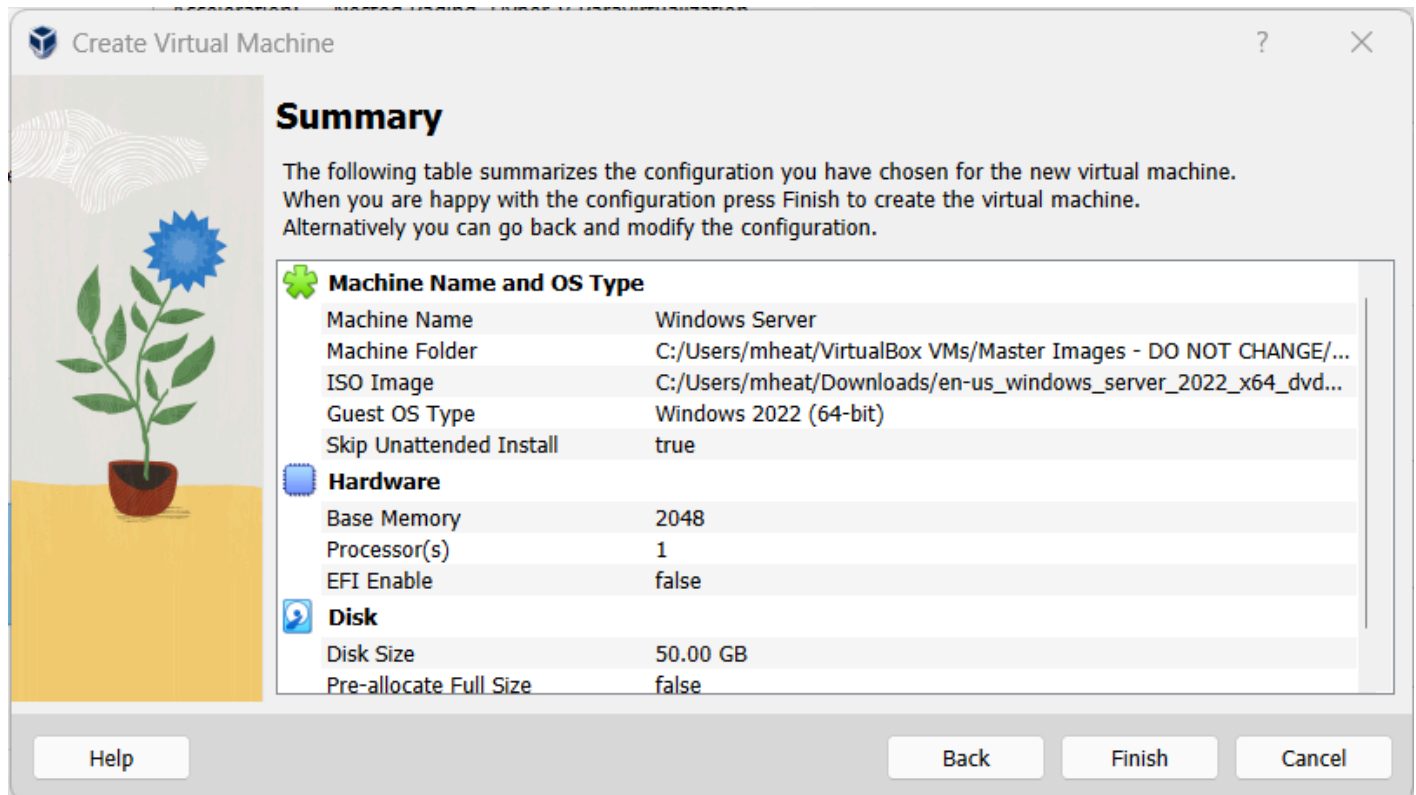 Acceleration: Nested Paging, Hyper-V Paravirtualization
Create Virtual Machine ?
Summary
The following table summarizes the configuration you have chosen for the new virtual machine.
When you are happy with the configuration press Finish to create the virtual machine.
Alternatively you can go back and modify the configuration.
Machine Name and OS Type
Machine Name Windows Server
Machine Folder C:/Users/mheat/VirtualBox VMs/Master Images - DO NOT CHANGE/...
ISO Image C:/Users/mheat/Downloads/en-us_windows_server_2022_x64_dvd...
Guest OS Type Windows 2022 (64-bit)
Skip Unattended Install true
Hardware
Base Memory 2048
Processor(s) 1
EFI Enable false
Disk
Disk Size 50.00 GB
Pre-allocate Full Size false
Help Back Finish Cancel